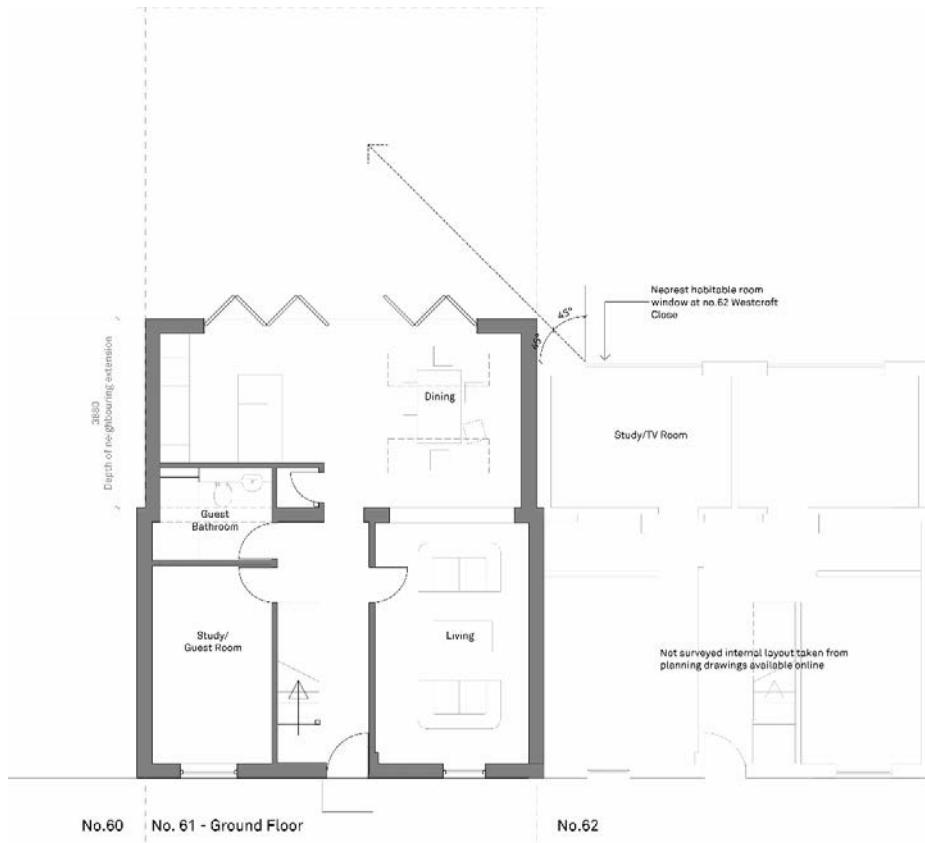 Nearest habitable room
window at no.62 Westcroft
Close
45°
45°
3880
Depth of neighbouring extension
Dining
Study/TV Room
Guest
Bathroom
Study/
Guest Room
Living
Not surveyed internal layout taken from
planning drawings available online
No.60
No. 61 - Ground Floor
No.62